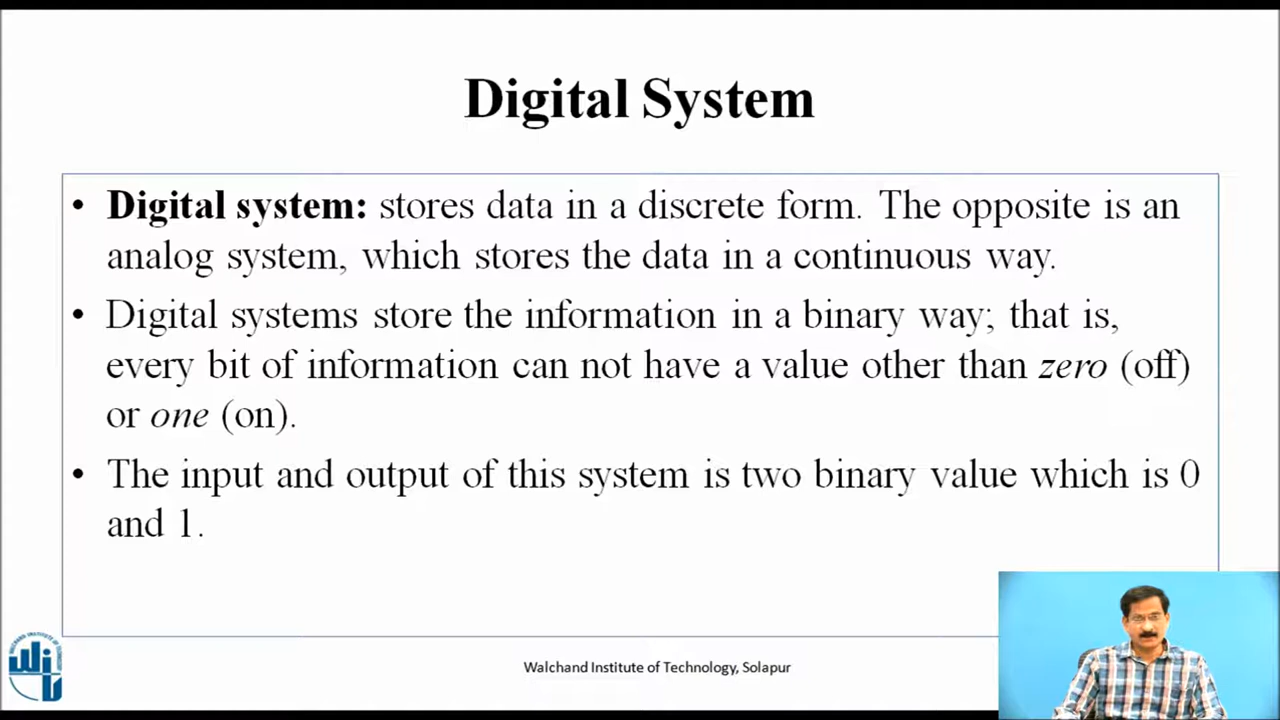 Digital System
• Digital system: stores data in a discrete form. The opposite is an
analog system, which stores the data in a continuous way.
• Digital systems store the information in a binary way; that is,
every bit of information can not have a value other than zero (off)
or one (on).
• The input and output of this system is two binary value which is 0
and 1.
WIT
Walchand Institute of Technology, Solapur